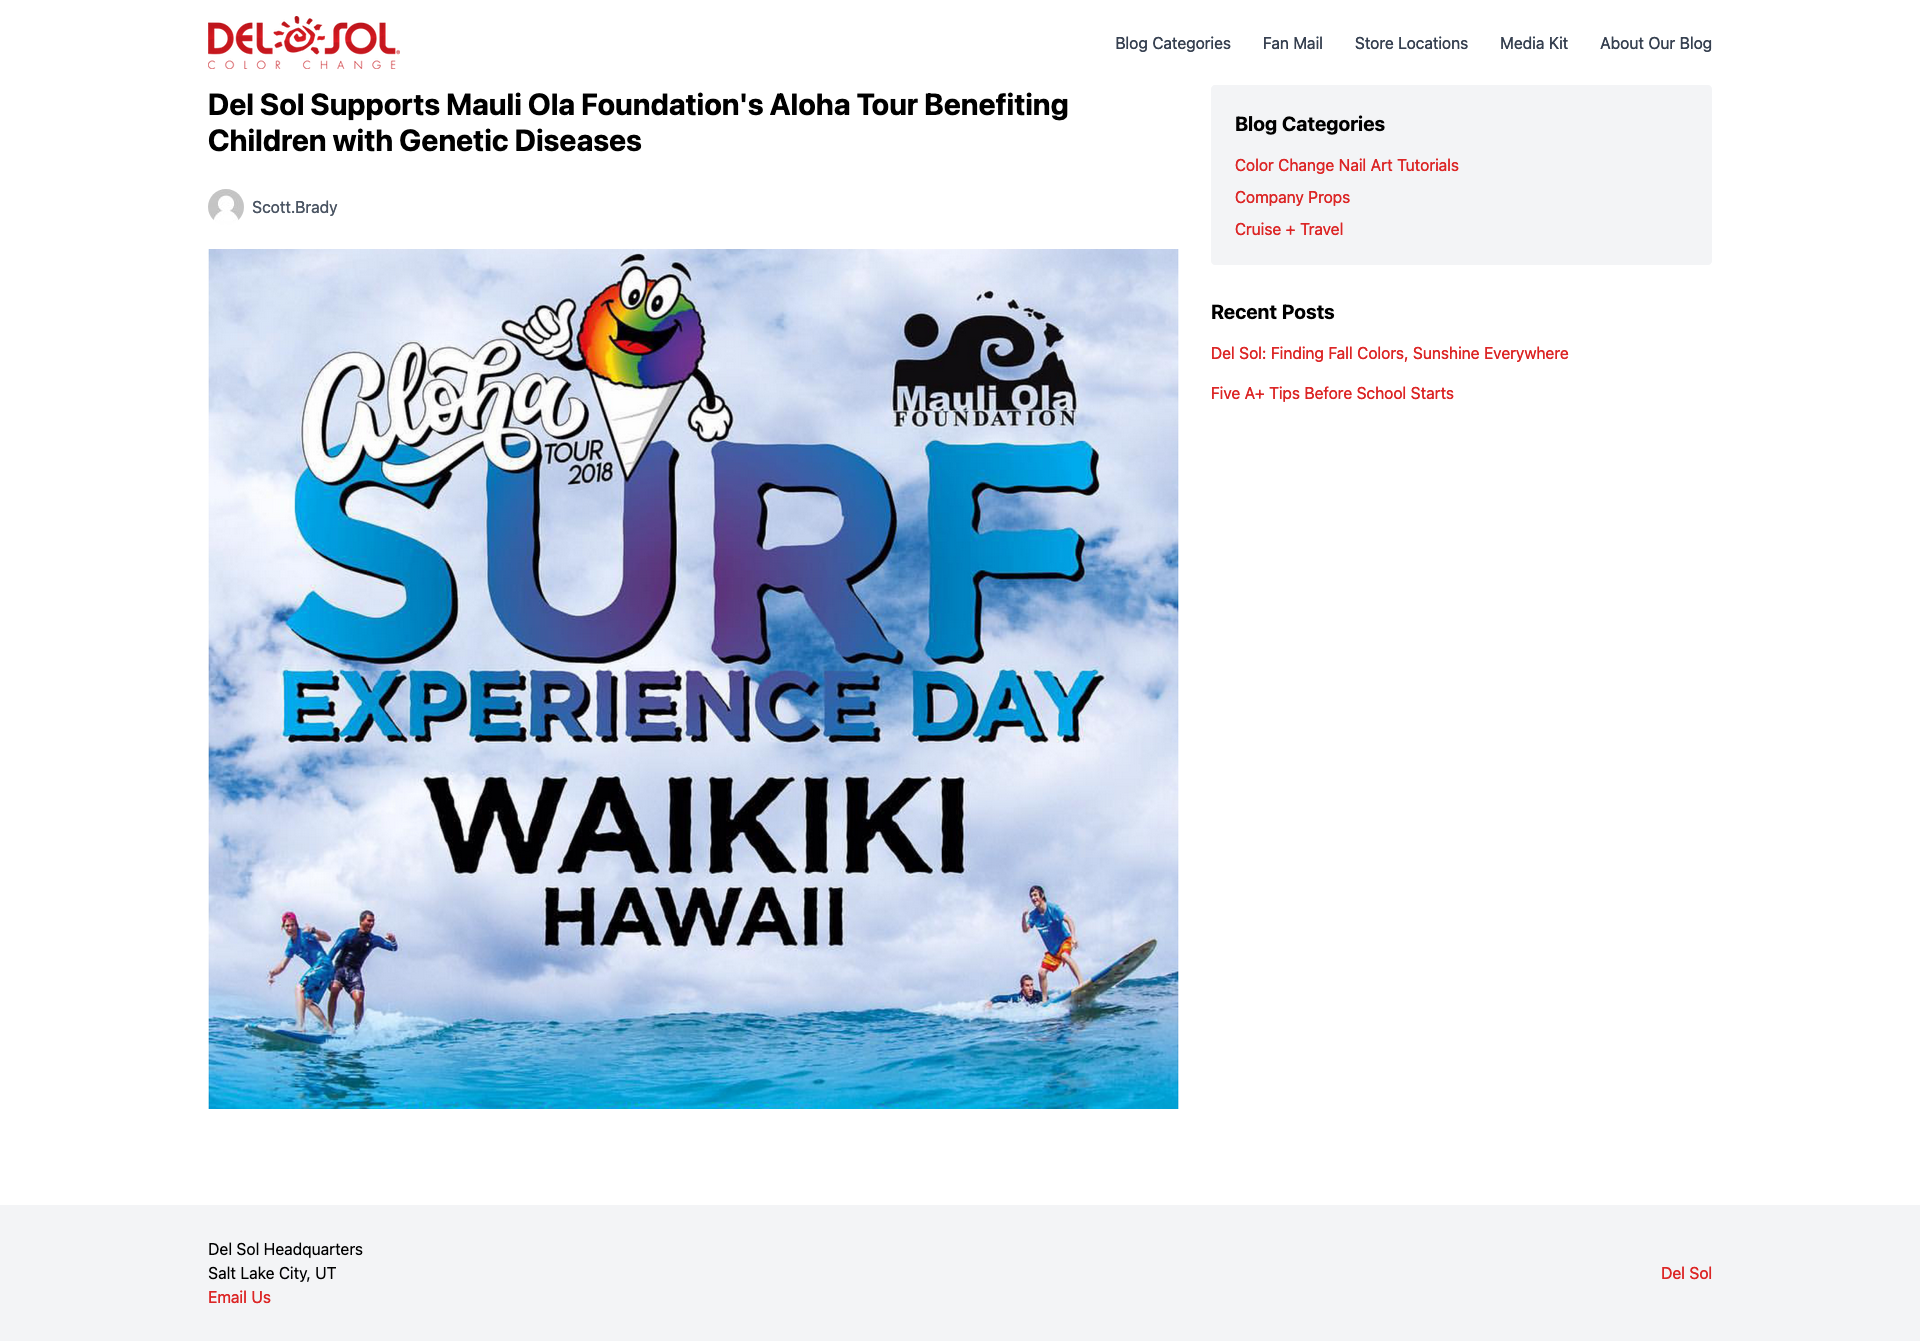 DEL SOL
COLOR CHANGE
Blog Categories
Fan Mail
Store Locations
Media Kit
About Our Blog
Del Sol Supports Mauli Ola Foundation's Aloha Tour Benefiting
Children with Genetic Diseases
Scott.Brady
Aloha
TOUR
2018
Mauli Ola
FOUNDATION
SURF
EXPERIENCE DAY
WAIKIKI
HAWAII
Blog Categories
Color Change Nail Art Tutorials
Company Props
Cruise + Travel
Recent Posts
Del Sol: Finding Fall Colors, Sunshine Everywhere
Five A+ Tips Before School Starts
Del Sol Headquarters
Salt Lake City, UT
Email Us
Del Sol